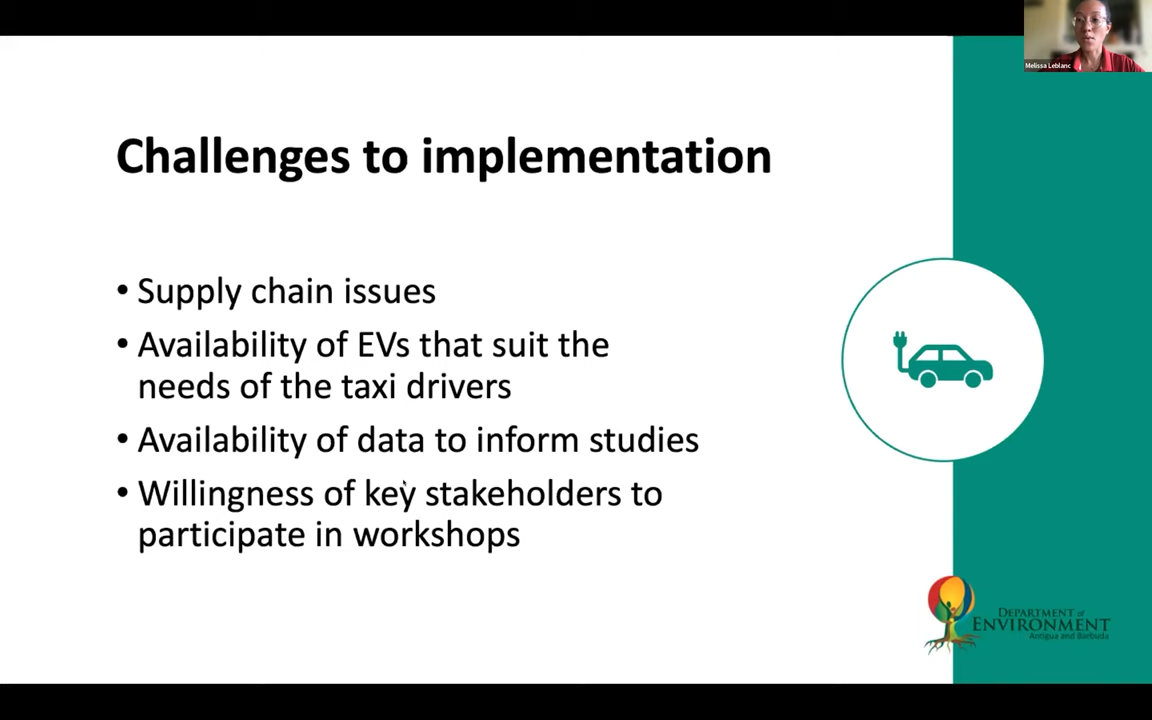 Melissa Leblanc
Challenges to implementation
• Supply chain issues
• Availability of EVs that suit the
needs of the taxi drivers
• Availability of data to inform studies
• Willingness of key stakeholders to
participate in workshops
DEPARTMENT of
ENVIRONMENT
Antigua and Barbuda